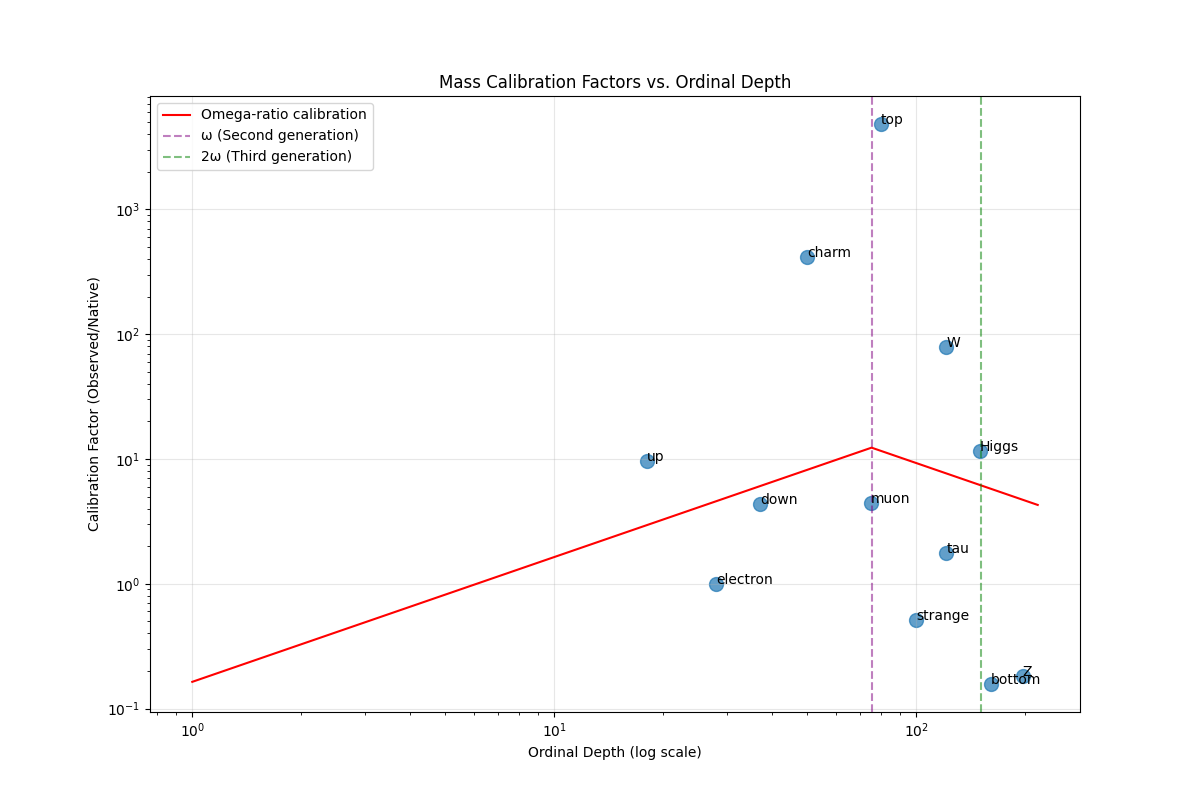 Mass Calibration Factors vs. Ordinal Depth
Omega-ratio calibration
ω (Second generation)
2ω (Third generation)
top
charm
W
Higgs
up
down
muon
tau
electron
strange
Z
bottom
10³
10²
10¹
10⁰
10⁻¹
Calibration Factor (Observed/Native)
10⁰
10¹
10²
Ordinal Depth (log scale)